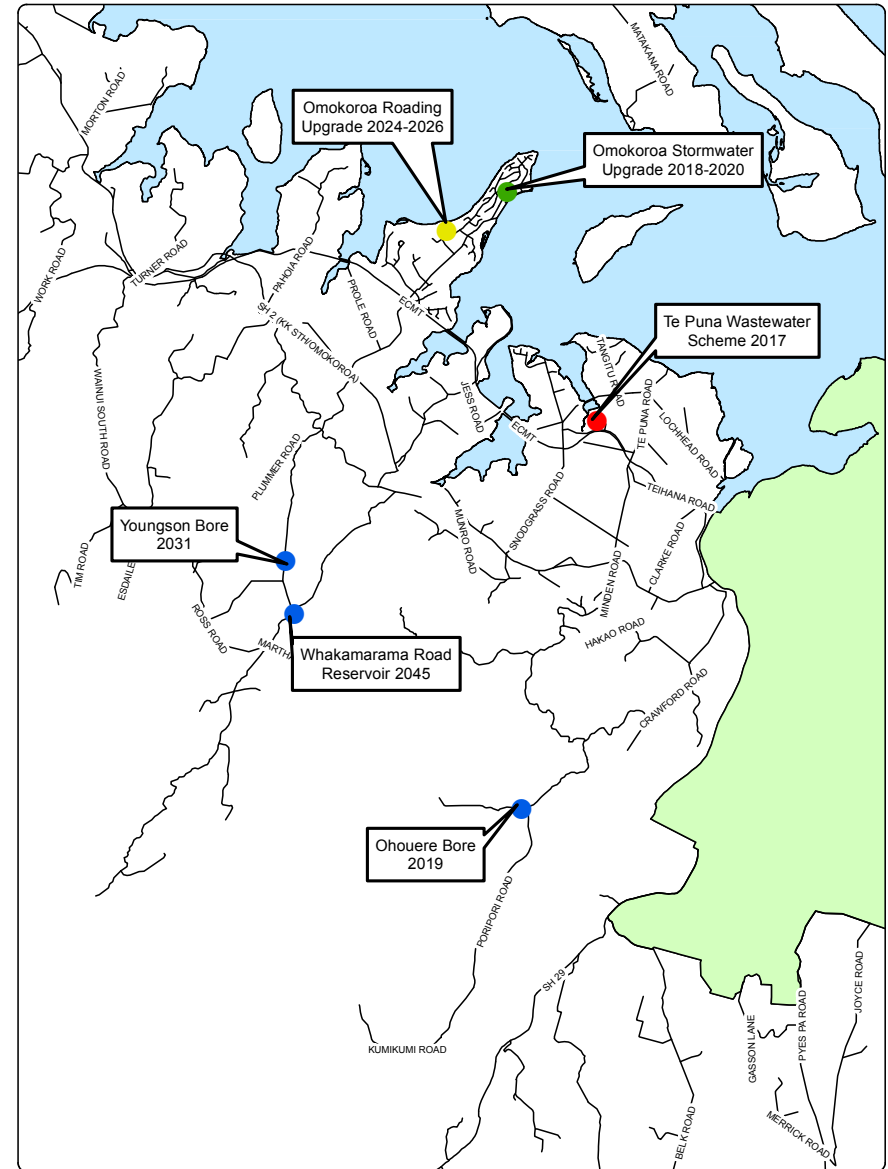 MORTON ROAD
MATAKANA ROAD
Omokoroa Roading
Upgrade 2024-2026
Omokoroa Stormwater
Upgrade 2018-2020
WORK ROAD
TURNER ROAD
PAHOIA ROAD
PROLE ROAD
ECMT
SH 2 (KK STH/OMOKOROA)
Te Puna Wastewater
Scheme 2017
TANGITU ROAD
TE PUNA ROAD
LOCHHEAD ROAD
JESS ROAD
ECMT
WAINUI SOUTH ROAD
PLUMMER ROAD
TEIHANA ROAD
SNODGRASS ROAD
MUNRO ROAD
Youngson Bore
2031
TIM ROAD
ESDAILE
CLARKE ROAD
MINDEN ROAD
ROSS ROAD
MARTHA
HAKAO ROAD
Whakamarama Road
Reservoir 2045
CRAWFORD ROAD
Ohouere Bore
2019
PORIPORI ROAD
SH 29
KUMIKUMI ROAD
GASSON LANE
PYES PA ROAD
JOYCE ROAD
BELK ROAD
MERRICK ROAD